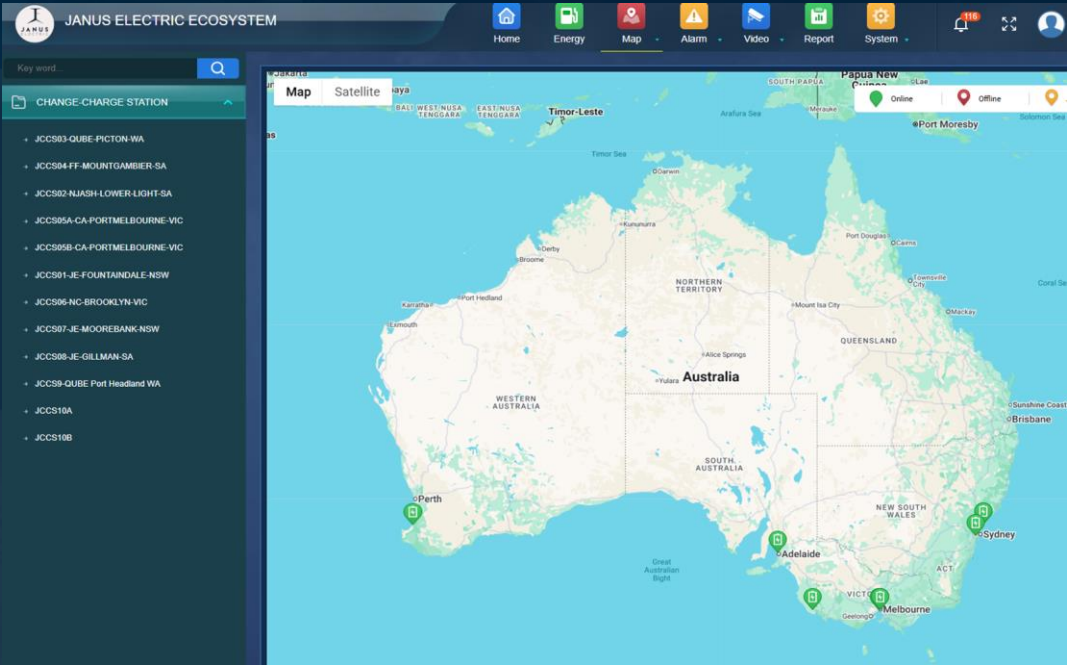 JANUS
JANUS ELECTRIC ECOSYSTEM
Home
Energy
Map
Alarm
Video
Report
System
116
Key word...
CHANGE-CHARGE STATION
+ JCCS03-QUBE-PICTON-WA
+ JCCS04-FF-MOUNTGAMBIER-SA
+ JCCS02-NJASH-LOWER-LIGHT-SA
+ JCCS05A-CA-PORTMELBOURNE-VIC
+ JCCS05B-CA-PORTMELBOURNE-VIC
+ JCCS01-JE-FOUNTAINDALE-NSW
+ JCCS06-NC-BROOKLYN-VIC
+ JCCS07-JE-MOOREBANK-NSW
+ JCCS08-JE-GILLMAN-SA
+ JCCS9-QUBE Port Headland WA
+ JCCS10A
+ JCCS10B
Jakarta
Map
Satellite
aya
BALI
WEST NUSA
TENGGARA
EAST NUSA
TENGGARA
Timor-Leste
SOUTH PAPUA
Papua New
Guinea
Lae
Online
Offline
Arafura Sea
Merauke
Port Moresby
Solomon Sea
as
Timor Sea
Darwin
Kununurra
Port Douglas
Cairns
Derby
Broome
Townsville
City
NORTHERN
TERRITORY
Coral Se
Karratha
Port Hedland
Mount Isa City
Mackay
Exmouth
QUEENSLAND
Alice Springs
Yulara
Australia
WESTERN
AUSTRALIA
Sunshine Coast
Brisbane
SOUTH
AUSTRALIA
Perth
NEW SOUTH
WALES
Sydney
Adelaide
Great
Australian
Bight
ACT
VICTO
Melbourne
Geelong